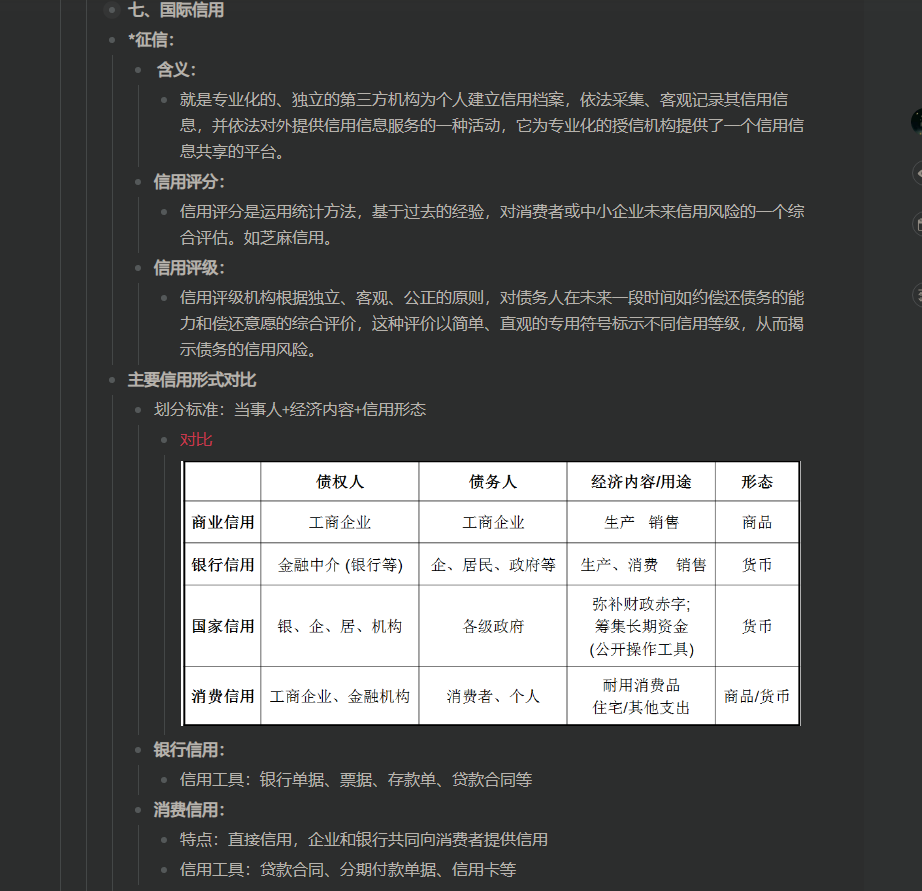 七、国际信用
*征信：
含义：
就是专业化的、独立的第三方机构为个人建立信用档案，依法采集、客观记录其信用信
息，并依法对外提供信用信息服务的一种活动，它为专业化的授信机构提供了一个信用信
息共享的平台。
信用评分：
信用评分是运用统计方法，基于过去的经验，对消费者或中小企业未来信用风险的一个综
合评估。如芝麻信用。
信用评级：
信用评级机构根据独立、客观、公正的原则，对债务人在未来一段时间如约偿还债务的能
力和偿还意愿的综合评价，这种评价以简单、直观的专用符号标示不同信用等级，从而揭
示债务的信用风险。
主要信用形式对比
划分标准：当事人+经济内容+信用形态
对比
债权人 债务人 经济内容/用途 形态
商业信用 工商企业 工商企业 生产 销售 商品
银行信用 金融中介 (银行等) 企、居民、政府等 生产、消费 销售 货币
国家信用 银、企、居、机构 各级政府 弥补财政赤字;
筹集长期资金
(公开操作工具) 货币
消费信用 工商企业、金融机构 消费者、个人 耐用消费品
住宅/其他支出 商品/货币
银行信用：
信用工具：银行单据、票据、存款单、贷款合同等
消费信用：
特点：直接信用，企业和银行共同向消费者提供信用
信用工具：贷款合同、分期付款单据、信用卡等